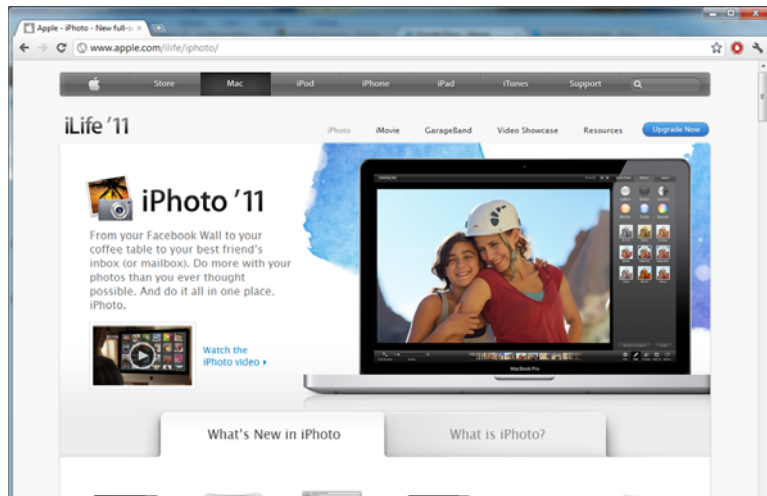 Apple - iPhoto - New full-s
www.apple.com/ilife/iphoto/
Store Mac iPod iPhone iPad iTunes Support
iLife ’11
iPhoto iMovie GarageBand Video Showcase Resources Upgrade Now
iPhoto ’11
From your Facebook Wall to your
coffee table to your best friend's
inbox (or mailbox). Do more with your
photos than you ever thought
possible. And do it all in one place.
iPhoto.
Watch the
iPhoto video
MacBook Pro
What's New in iPhoto What is iPhoto?